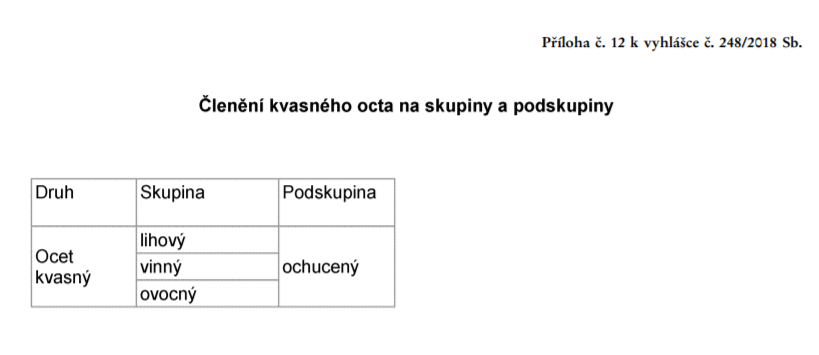 Příloha č. 12 k vyhlášce č. 248/2018 Sb.
Členění kvasného octa na skupiny a podskupiny
Druh Skupina Podskupina
Ocet kvasný
lihový
vinný
ovocný
ochucený